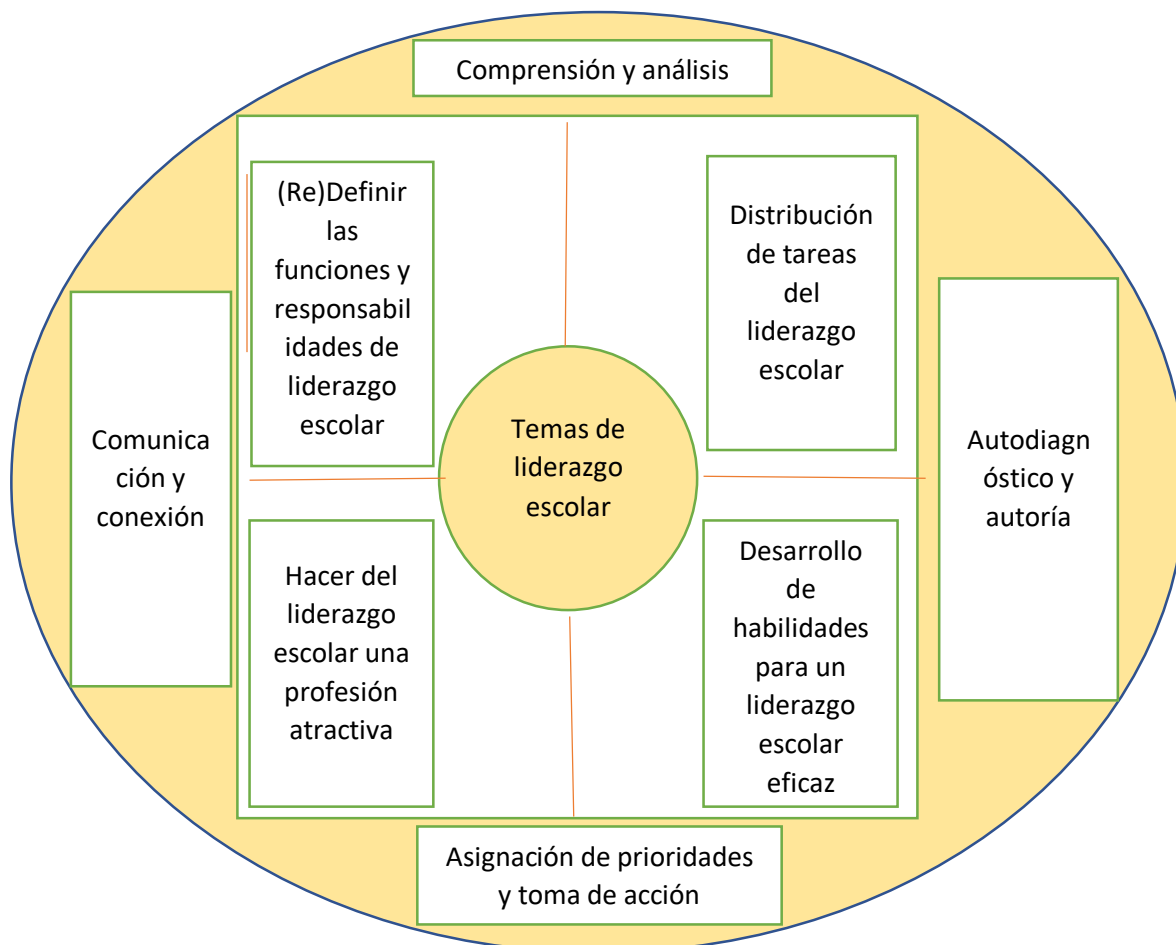 Comprensión y análisis
(Re)Definir
las
funciones y
responsabil
idades de
liderazgo
escolar
Distribución
de tareas
del
liderazgo
escolar
Comunica
ción y
conexión
Temas de
liderazgo
escolar
Autodiagn
óstico y
autoría
Hacer del
liderazgo
escolar una
profesión
atractiva
Desarrollo
de
habilidades
para un
liderazgo
escolar
eficaz
Asignación de prioridades
y toma de acción